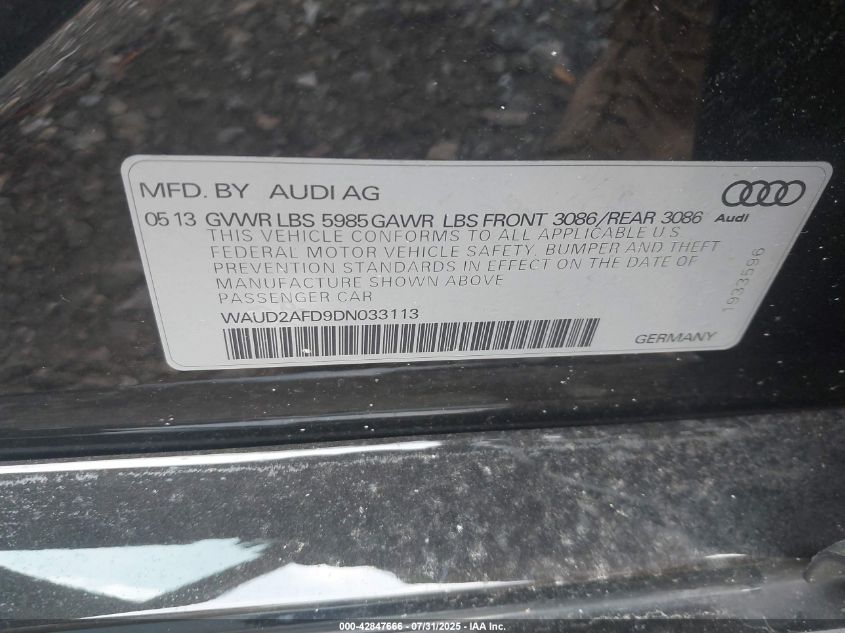 MFD. BY AUDI AG
05 13 GVWR LBS 5985 GAWR LBS FRONT 3086/REAR 3086
Audi
THIS VEHICLE CONFORMS TO ALL APPLICABLE U.S.
FEDERAL MOTOR VEHICLE SAFETY, BUMPER AND THEFT
PREVENTION STANDARDS IN EFFECT ON THE DATE OF
MANUFACTURE SHOWN ABOVE
PASSENGER CAR
1933596
WAUD2AFD9DN033113
GERMANY
000-42847666 - 07/31/2025 - IAA, Inc.